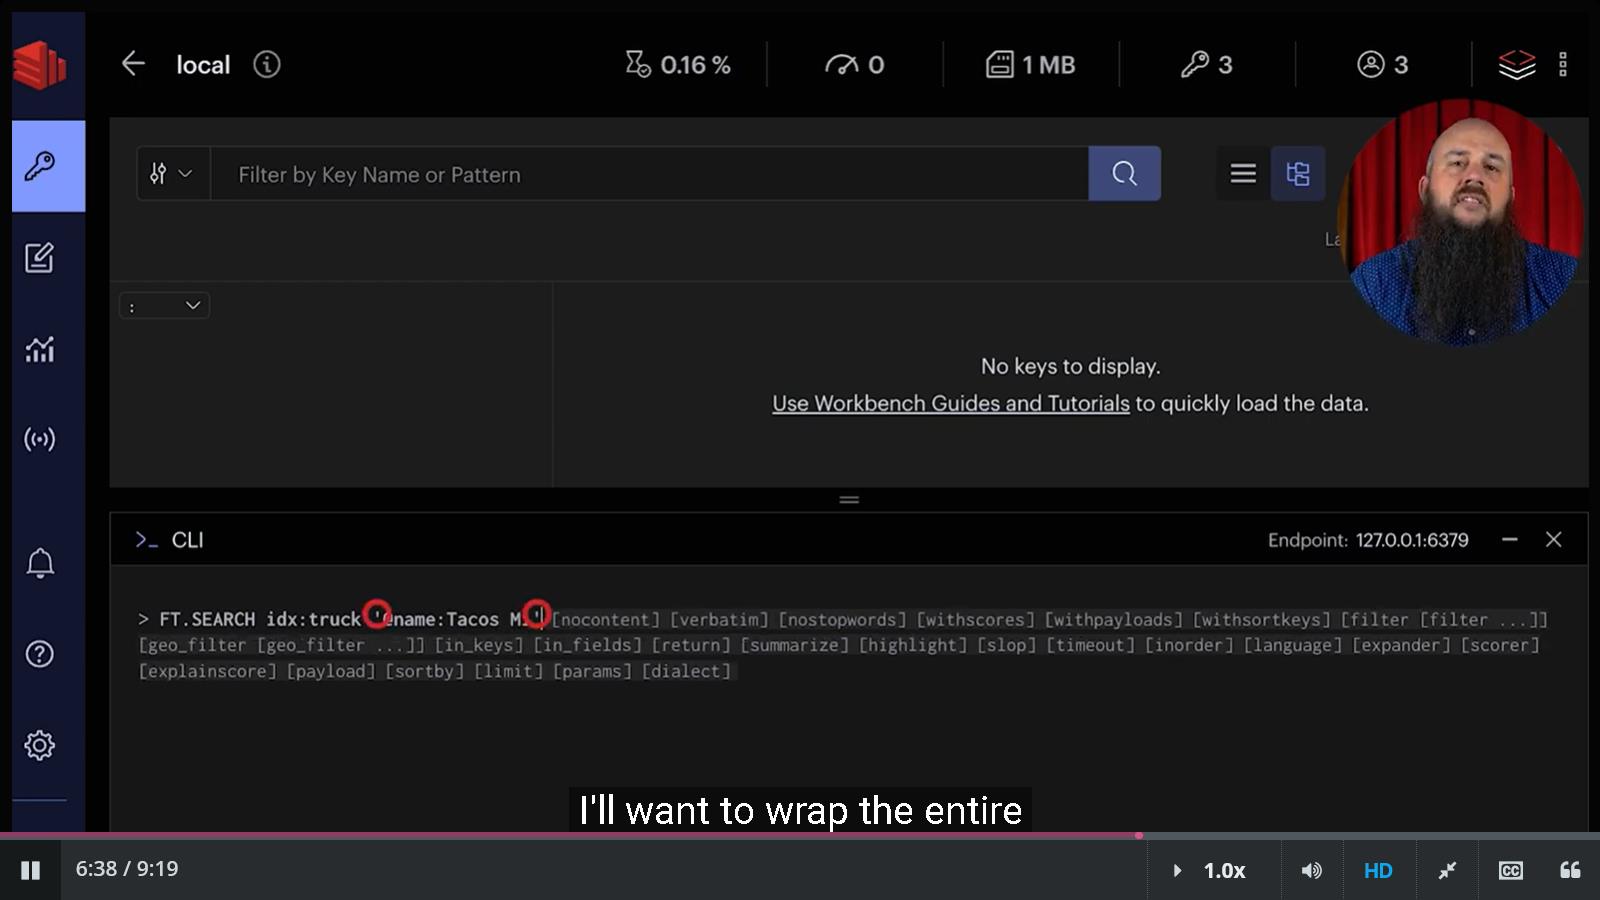 local
0.16 %
0
1 MB
3
3
Filter by Key Name or Pattern
:
No keys to display.
Use Workbench Guides and Tutorials to quickly load the data.
>_ CLI
Endpoint: 127.0.0.1:6379
> FT.SEARCH idx:truck '@name:Tacos Mi' [nocontent] [verbatim] [nostopwords] [withscores] [withpayloads] [withsortkeys] [filter [filter ...]]
[geo_filter [geo_filter ...]] [in_keys] [in_fields] [return] [summarize] [highlight] [slop] [timeout] [inorder] [language] [expander] [scorer]
[explainscore] [payload] [sortby] [limit] [params] [dialect]
I'll want to wrap the entire
6:38 / 9:19
1.0x
HD
CC